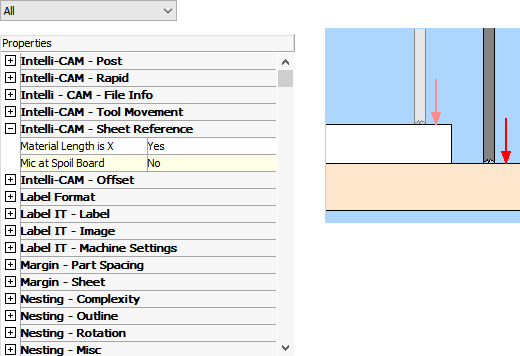 All
Properties
Intelli-CAM - Post
Intelli-CAM - Rapid
Intelli - CAM - File Info
Intelli-CAM - Tool Movement
Intelli-CAM - Sheet Reference
Material Length is X Yes
Mic at Spoil Board No
Intelli-CAM - Offset
Label Format
Label IT - Label
Label IT - Image
Label IT - Machine Settings
Margin - Part Spacing
Margin - Sheet
Nesting - Complexity
Nesting - Outline
Nesting - Rotation
Nesting - Misc